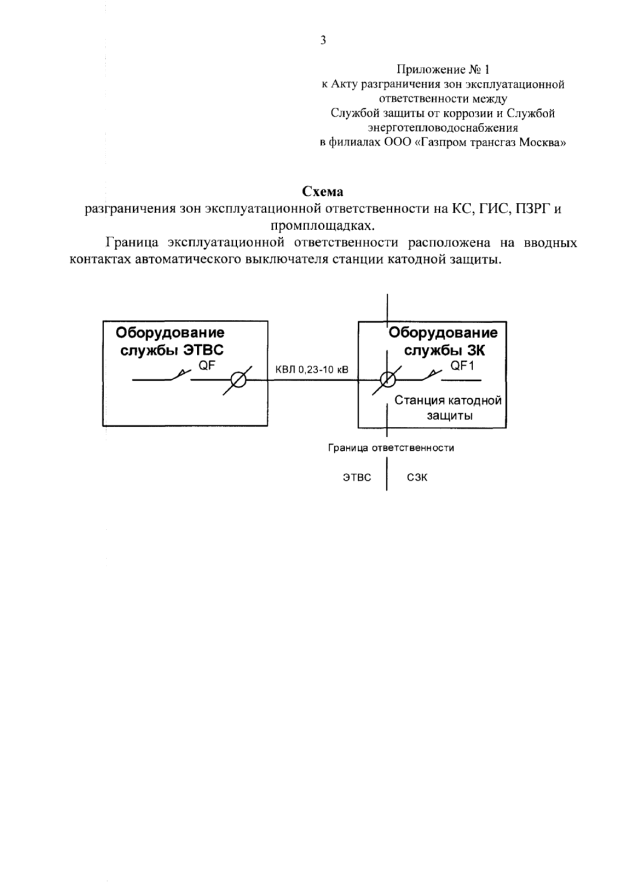 3
Приложение № 1
к Акту разграничения зон эксплуатационной
ответственности между
Службой защиты от коррозии и Службой
энерготепловодоснабжения
в филиалах ООО «Газпром трансгаз Москва»
Схема
разграничения зон эксплуатационной ответственности на КС, ГИС, ПЗРГ и
промплощадках.
Граница эксплуатационной ответственности расположена на вводных
контактах автоматического выключателя станции катодной защиты.
Оборудование
службы ЭТВС
QF
КВЛ 0,23-10 кВ
Оборудование
службы ЗК
QF1
Станция катодной
защиты
Граница ответственности
ЭТВС
СЗК